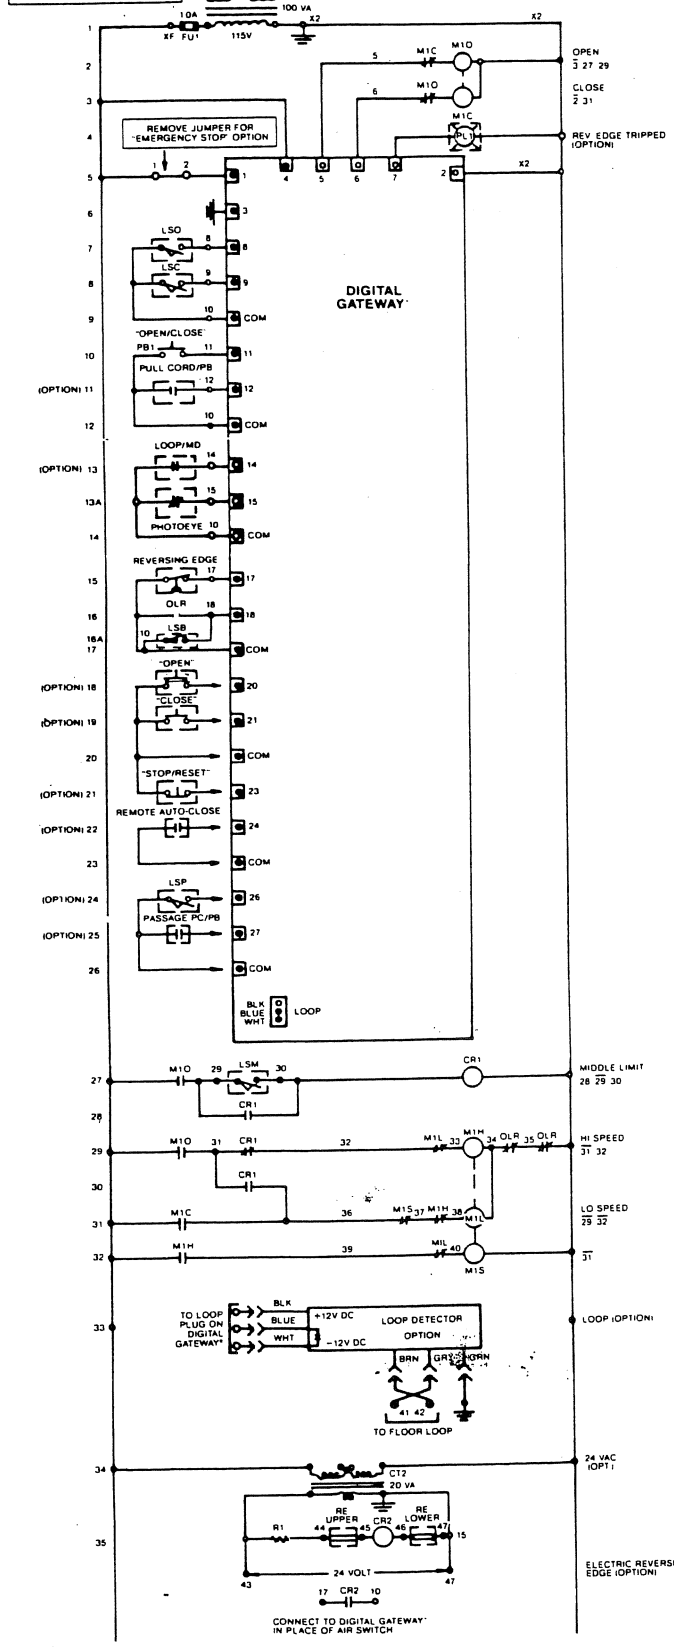 100 VA
1 XF 10A FU1 115V X2 X2
2 5 M1C M1O OPEN
3 27 29
3 6 M1O CLOSE
2 31
M1C
4 PL1 REV EDGE TRIPPED
(OPTION)
REMOVE JUMPER FOR
"EMERGENCY STOP" OPTION
4 5 6 7 2 X2
5 1 2 1
6 3
LSO
7 8 8
LSC
8 9 9
DIGITAL
GATEWAY
9 10 COM
"OPEN/CLOSE"
10 PB1 11 11
PULL CORD/PB
(OPTION) 11 12 12
12 10 COM
LOOP/MD
(OPTION) 13 14 14
13A 15 15
PHOTOEYE
14 10 COM
REVERSING EDGE
15 17 17
OLR
16 18 18
16A 10 LSB
17 COM
"OPEN"
(OPTION) 18 20
"CLOSE"
(OPTION) 19 21
20 COM
"STOP/RESET"
(OPTION) 21 23
REMOTE AUTO-CLOSE
(OPTION) 22 24
23 COM
LSP
(OPTION) 24 26
PASSAGE PC/PB
(OPTION) 25 27
26 COM
BLK
BLUE LOOP
WHT
27 M1O 29 LSM 30 CR1 MIDDLE LIMIT
28 29 30
28 CR1
29 M1O 31 CR1 32 M1L 33 M1H 34 OLR 35 OLR HI SPEED
31 32
30 CR1
31 M1C 36 M1S 37 M1H 38 M1L LO SPEED
29 32
32 M1H 39 M1L 40 M1S 31
33 TO LOOP
PLUG ON
DIGITAL
GATEWAY
BLK
BLUE
WHT
+12V DC
-12V DC
LOOP DETECTOR
OPTION
LOOP (OPTION)
BRN GRY GRN
41 42
TO FLOOR LOOP
34 CT2 24 VAC
(OPT)
20 VA
35 R1 44 RE
UPPER 45 CR2 46 RE
LOWER 47 15
24 VOLT
43 47
ELECTRIC REVERS
EDGE (OPTION)
17 CR2 10
CONNECT TO DIGITAL GATEWAY
IN PLACE OF AIR SWITCH